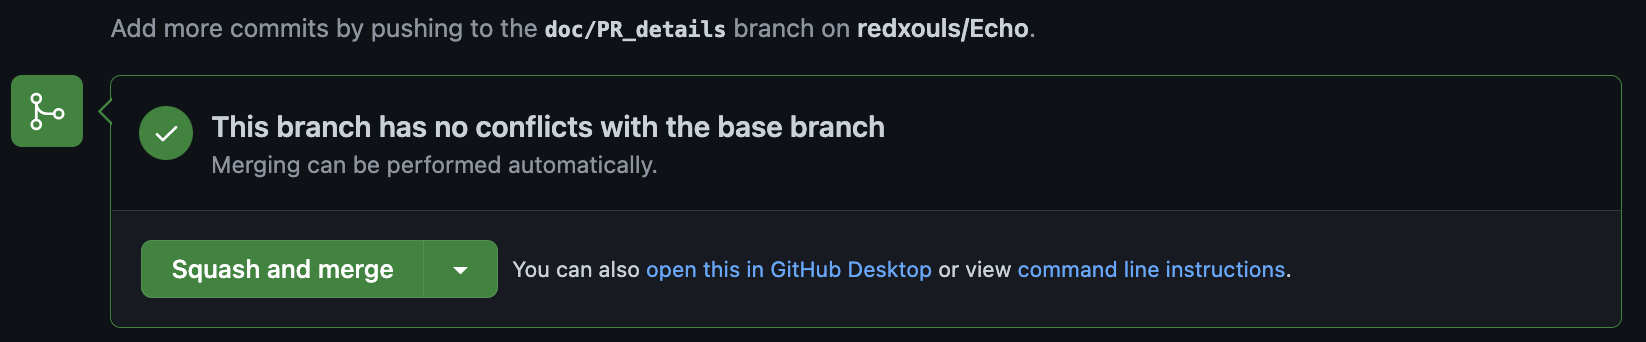 Add more commits by pushing to the doc/PR_details branch on redxouls/Echo.
This branch has no conflicts with the base branch
Merging can be performed automatically.
Squash and merge
You can also open this in GitHub Desktop or view command line instructions.